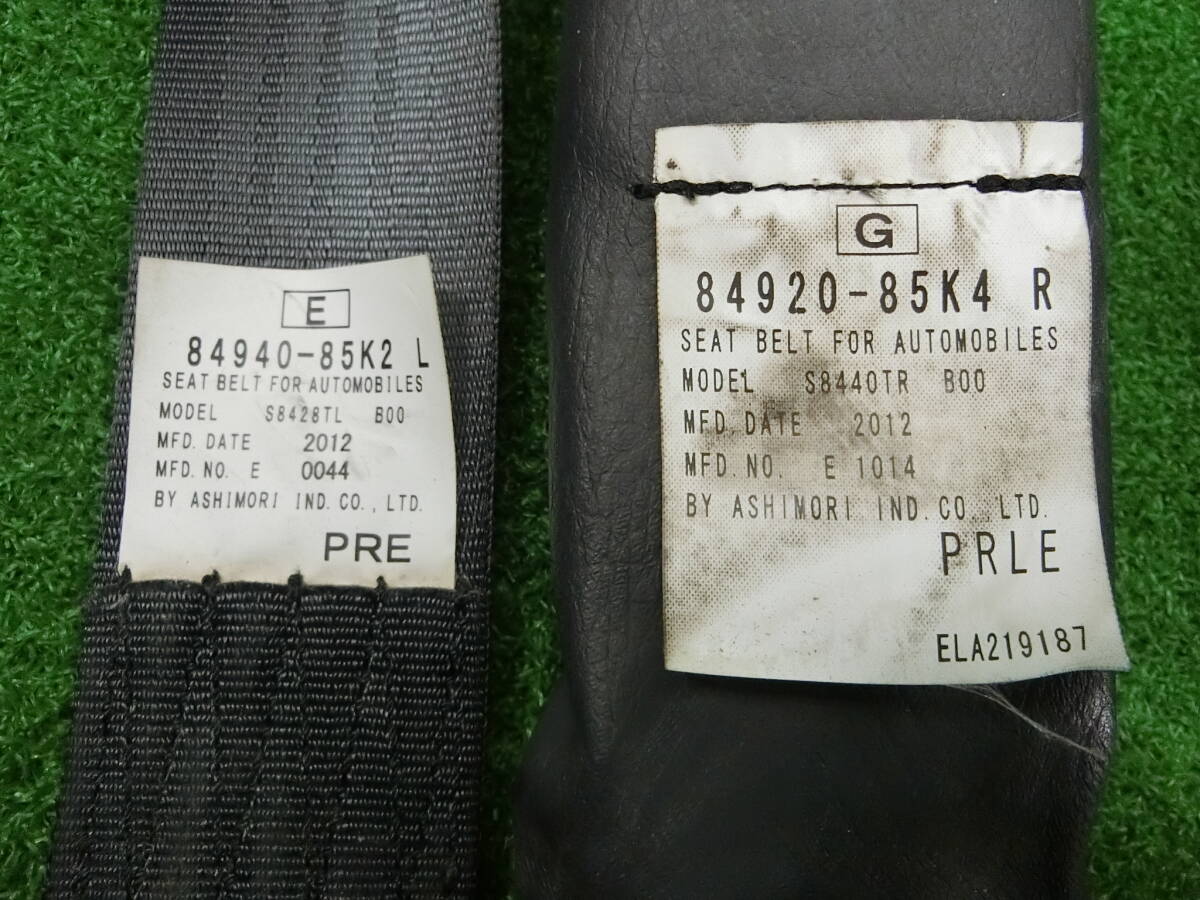 E
84940-85K2 L
SEAT BELT FOR AUTOMOBILES
MODEL S8428TL B00
MFD. DATE 2012
MFD. NO. E 0044
BY ASHIMORI IND. CO., LTD.
PRE
G
84920-85K4 R
SEAT BELT FOR AUTOMOBILES
MODEL S8440TR B00
MFD. DATE 2012
MFD. NO. E 1014
BY ASHIMORI IND. CO. LTD.
PRLE
ELA219187